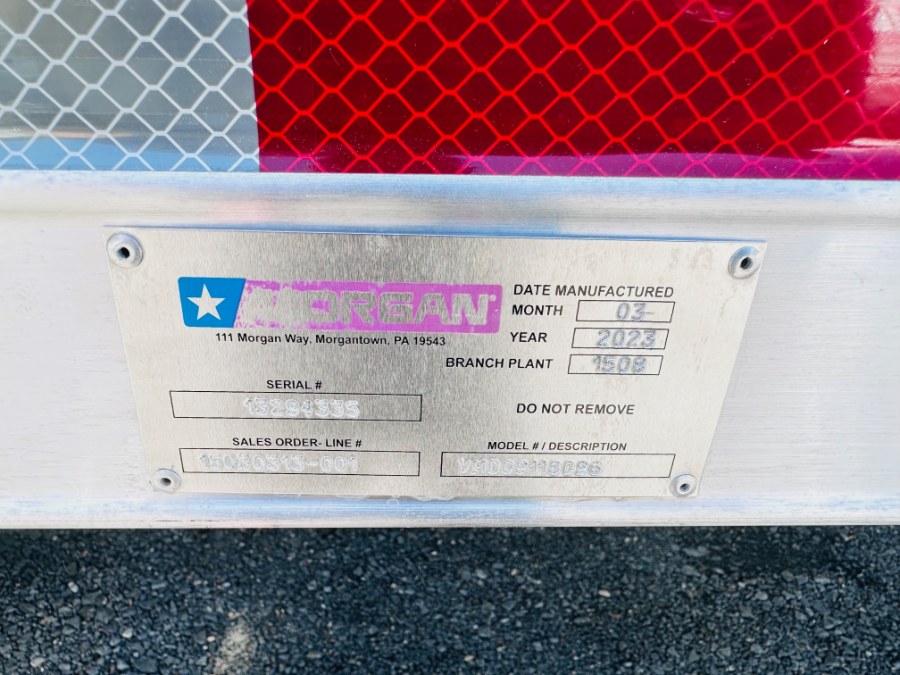 MORGAN
111 Morgan Way, Morgantown, PA 19543
DATE MANUFACTURED
MONTH 03-
YEAR 2023
BRANCH PLANT 1508
SERIAL #
DO NOT REMOVE
SALES ORDER- LINE #
MODEL # / DESCRIPTION